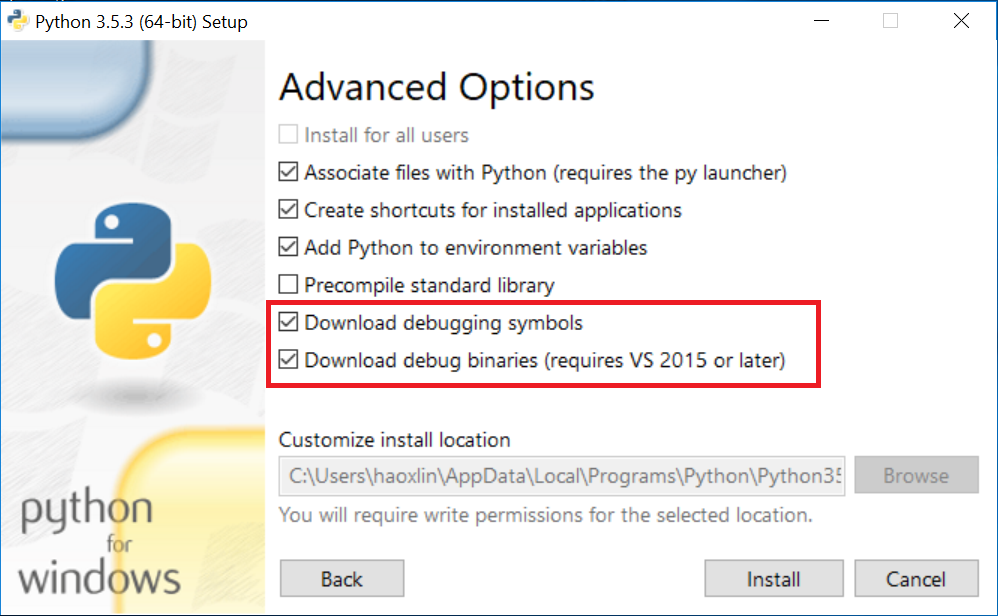 Python 3.5.3 (64-bit) Setup
Advanced Options
Install for all users
Associate files with Python (requires the py launcher)
Create shortcuts for installed applications
Add Python to environment variables
Precompile standard library
Download debugging symbols
Download debug binaries (requires VS 2015 or later)
Customize install location
C:\Users\haoxlin\AppData\Local\Programs\Python\Python35
Browse
You will require write permissions for the selected location.
python
for
windows
Back
Install
Cancel